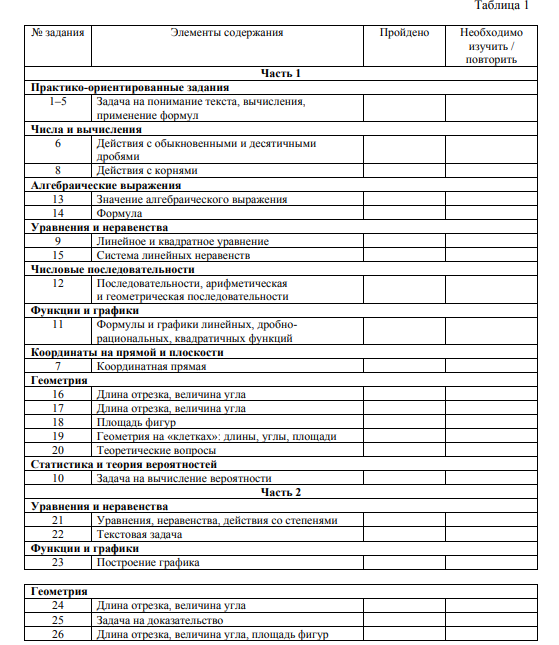 Таблица 1
№ задания Элементы содержания Пройдено Необходимо
изучить /
повторить
Часть 1
Практико-ориентированные задания
1–5 Задача на понимание текста, вычисления,
применение формул
Числа и вычисления
6 Действия с обыкновенными и десятичными
дробями
8 Действия с корнями
Алгебраические выражения
13 Значение алгебраического выражения
14 Формула
Уравнения и неравенства
9 Линейное и квадратное уравнение
15 Система линейных неравенств
Числовые последовательности
12 Последовательности, арифметическая
и геометрическая последовательности
Функции и графики
11 Формулы и графики линейных, дробно-
рациональных, квадратичных функций
Координаты на прямой и плоскости
7 Координатная прямая
Геометрия
16 Длина отрезка, величина угла
17 Длина отрезка, величина угла
18 Площадь фигур
19 Геометрия на «клетках»: длины, углы, площади
20 Теоретические вопросы
Статистика и теория вероятностей
10 Задача на вычисление вероятности
Часть 2
Уравнения и неравенства
21 Уравнения, неравенства, действия со степенями
22 Текстовая задача
Функции и графики
23 Построение графика
Геометрия
24 Длина отрезка, величина угла
25 Задача на доказательство
26 Длина отрезка, величина угла, площадь фигур